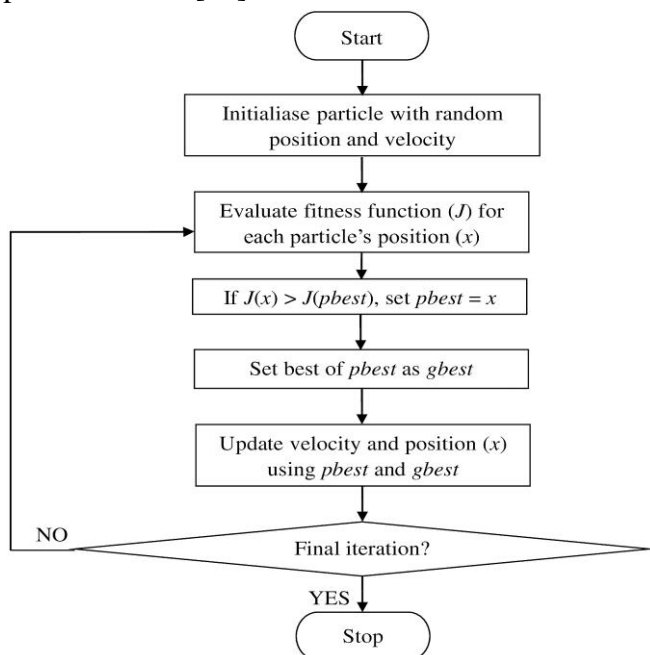 Start
Initialiase particle with random
position and velocity
Evaluate fitness function (J) for
each particle's position (x)
If J(x) > J(pbest), set pbest = x
Set best of pbest as gbest
Update velocity and position (x)
using pbest and gbest
NO
Final iteration?
YES
Stop